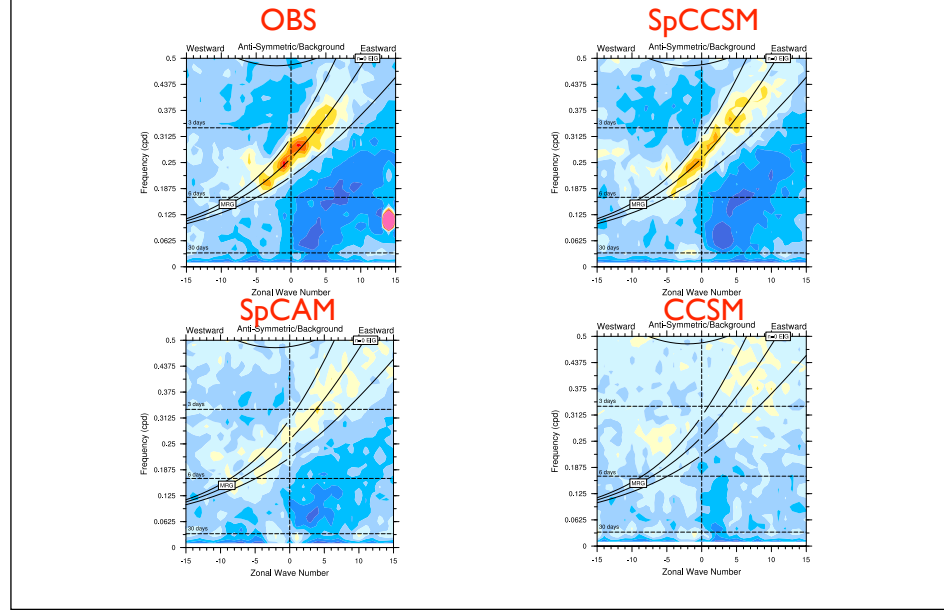 OBS
SpCCSM
Westward Anti-Symmetric/Background Eastward
n=0 EIG
0.5
0.4375
0.375
3 days
0.3125
0.25
0.1875
6 days
MRG
0.125
0.0625
30 days
0
-15 -10 -5 0 5 10 15
Frequency (cpd)
Zonal Wave Number
Westward Anti-Symmetric/Background Eastward
n=0 EIG
0.5
0.4375
0.375
3 days
0.3125
0.25
0.1875
6 days
MRG
0.125
0.0625
30 days
0
-15 -10 -5 0 5 10 15
Frequency (cpd)
Zonal Wave Number
SpCAM
CCSM
Westward Anti-Symmetric/Background Eastward
n=0 EIG
0.5
0.4375
0.375
3 days
0.3125
0.25
0.1875
6 days
MRG
0.125
0.0625
30 days
0
-15 -10 -5 0 5 10 15
Frequency (cpd)
Zonal Wave Number
Westward Anti-Symmetric/Background Eastward
n=0 EIG
0.5
0.4375
0.375
3 days
0.3125
0.25
0.1875
6 days
MRG
0.125
0.0625
30 days
0
-15 -10 -5 0 5 10 15
Frequency (cpd)
Zonal Wave Number